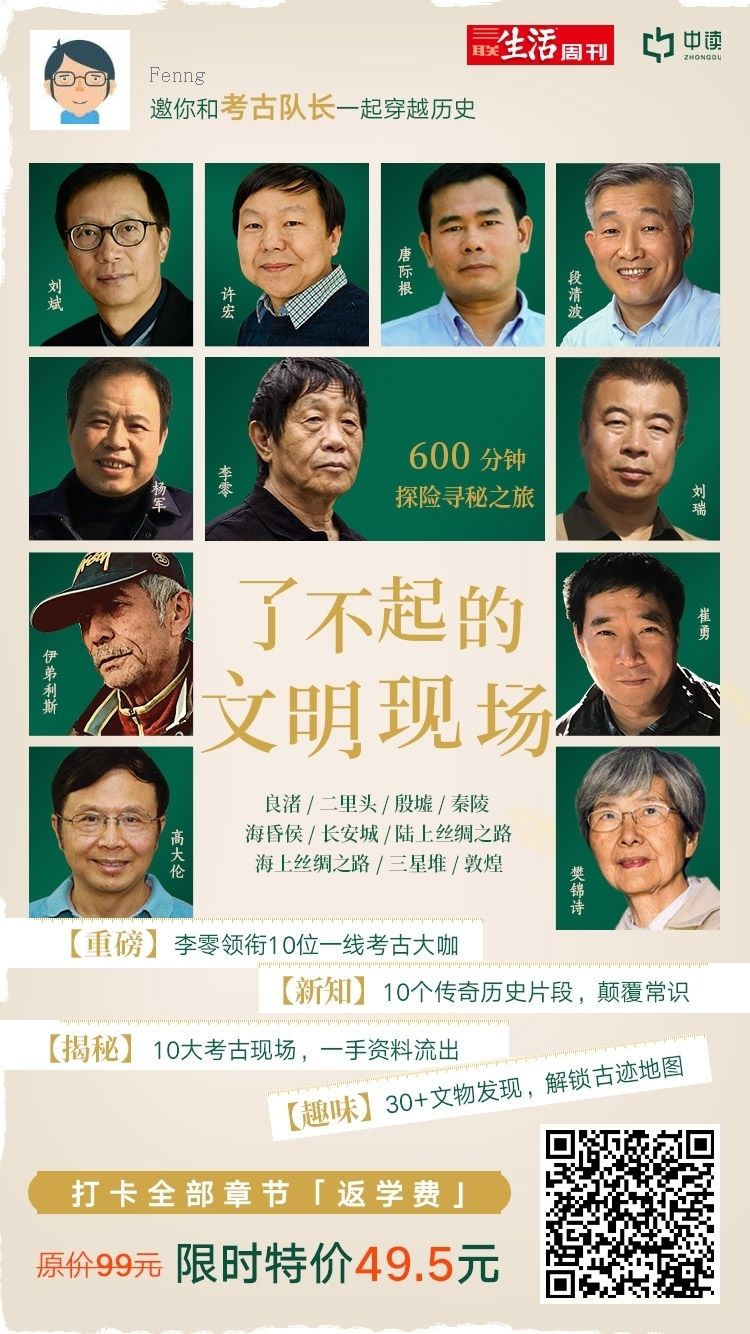 三联生活周刊
中读
ZHONGDU
Fenng
邀你和考古队长一起穿越历史
刘斌
许宏
唐际根
段清波
杨军
李零
600 分钟
探险寻秘之旅
刘瑞
伊弟利斯
了不起的
文明现场
崔勇
良渚 / 二里头 / 殷墟 / 秦陵
海昏侯 / 长安城 / 陆上丝绸之路
海上丝绸之路 / 三星堆 / 敦煌
高大伦
樊锦诗
【重磅】李零领衔10位一线考古大咖
【新知】10个传奇历史片段，颠覆常识
【揭秘】10大考古现场，一手资料流出
【趣味】30+文物发现，解锁古迹地图
打卡全部章节「返学费」
原价99元 限时特价49.5元